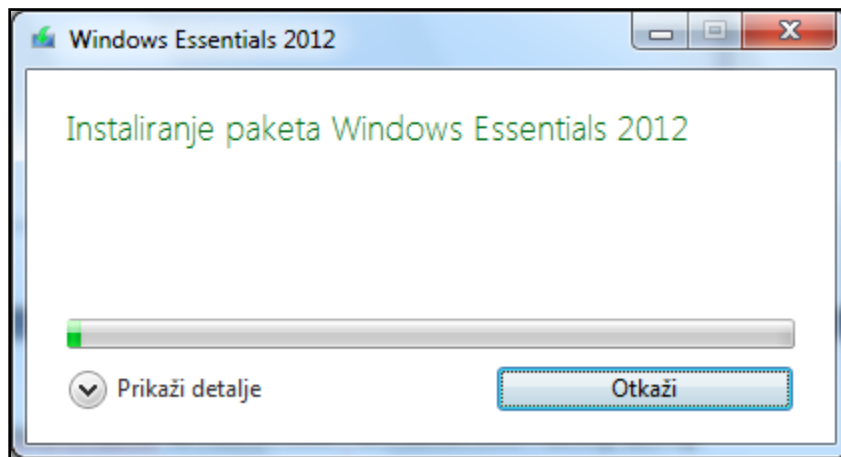 Windows Essentials 2012
Instaliranje paketa Windows Essentials 2012
Prikaži detalje
Otkaži